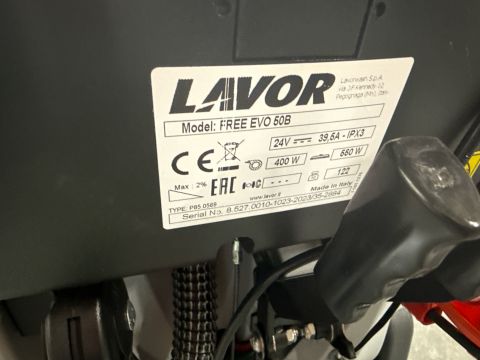 LAVOR
Lavorwash S.p.A.
via J.F. Kennedy 12
Pegognaga (Mn), Italy
Model: FREE EVO 50B
24V 39,6A - IPX3
CE
400 W 550 W
Max: 2% EAC - - - 122
www.lavor.it
Made in Italy
TYPE: P85.0589
Serial No. 8.527.0010-1023-2023/35-2884